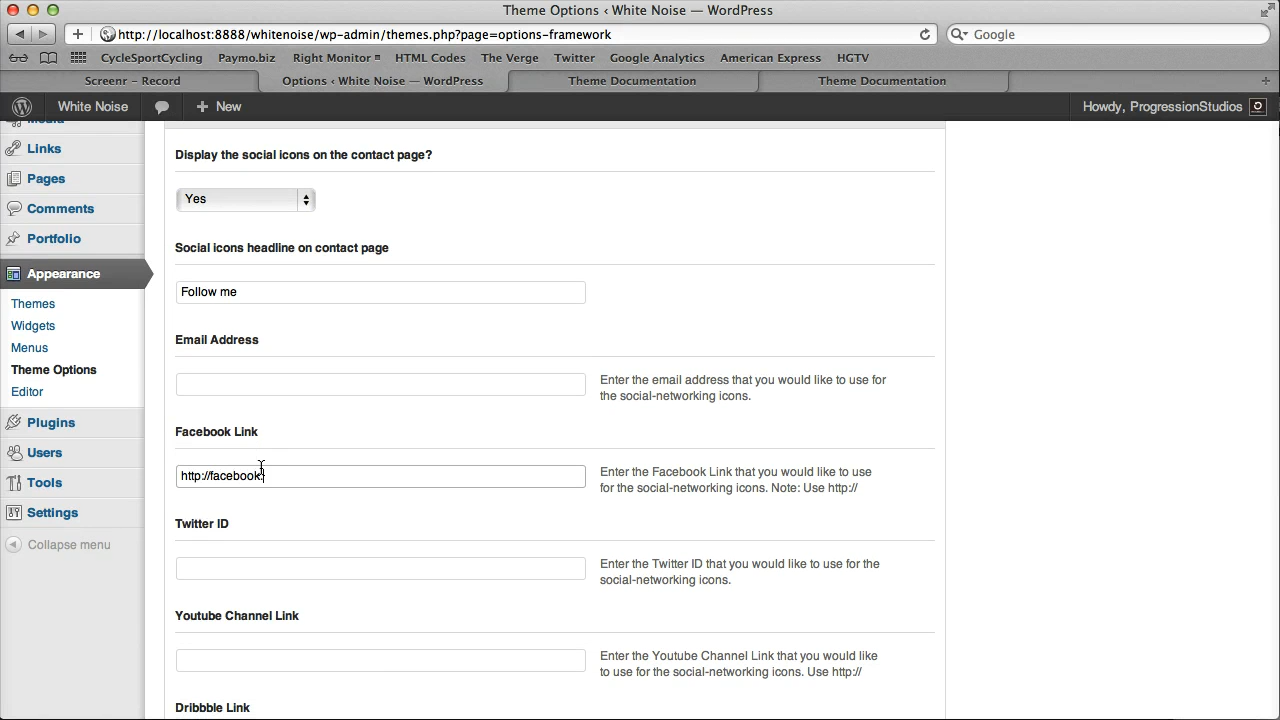 Theme Options ‹ White Noise — WordPress
http://localhost:8888/whitenoise/wp-admin/themes.php?page=options-framework
Google
CycleSportCycling Paymo.biz Right Monitor HTML Codes The Verge Twitter Google Analytics American Express HGTV
Screenr – Record
Options ‹ White Noise — WordPress
Theme Documentation
Theme Documentation
White Noise
+ New
Howdy, ProgressionStudios
Media
Links
Pages
Comments
Portfolio
Appearance
Themes
Widgets
Menus
Theme Options
Editor
Plugins
Users
Tools
Settings
Collapse menu
Display the social icons on the contact page?
Yes
Social icons headline on contact page
Follow me
Email Address
Enter the email address that you would like to use for
the social-networking icons.
Facebook Link
http://facebook.
Enter the Facebook Link that you would like to use
for the social-networking icons. Note: Use http://
Twitter ID
Enter the Twitter ID that you would like to use for the
social-networking icons.
Youtube Channel Link
Enter the Youtube Channel Link that you would like
to use for the social-networking icons. Use http://
Dribbble Link